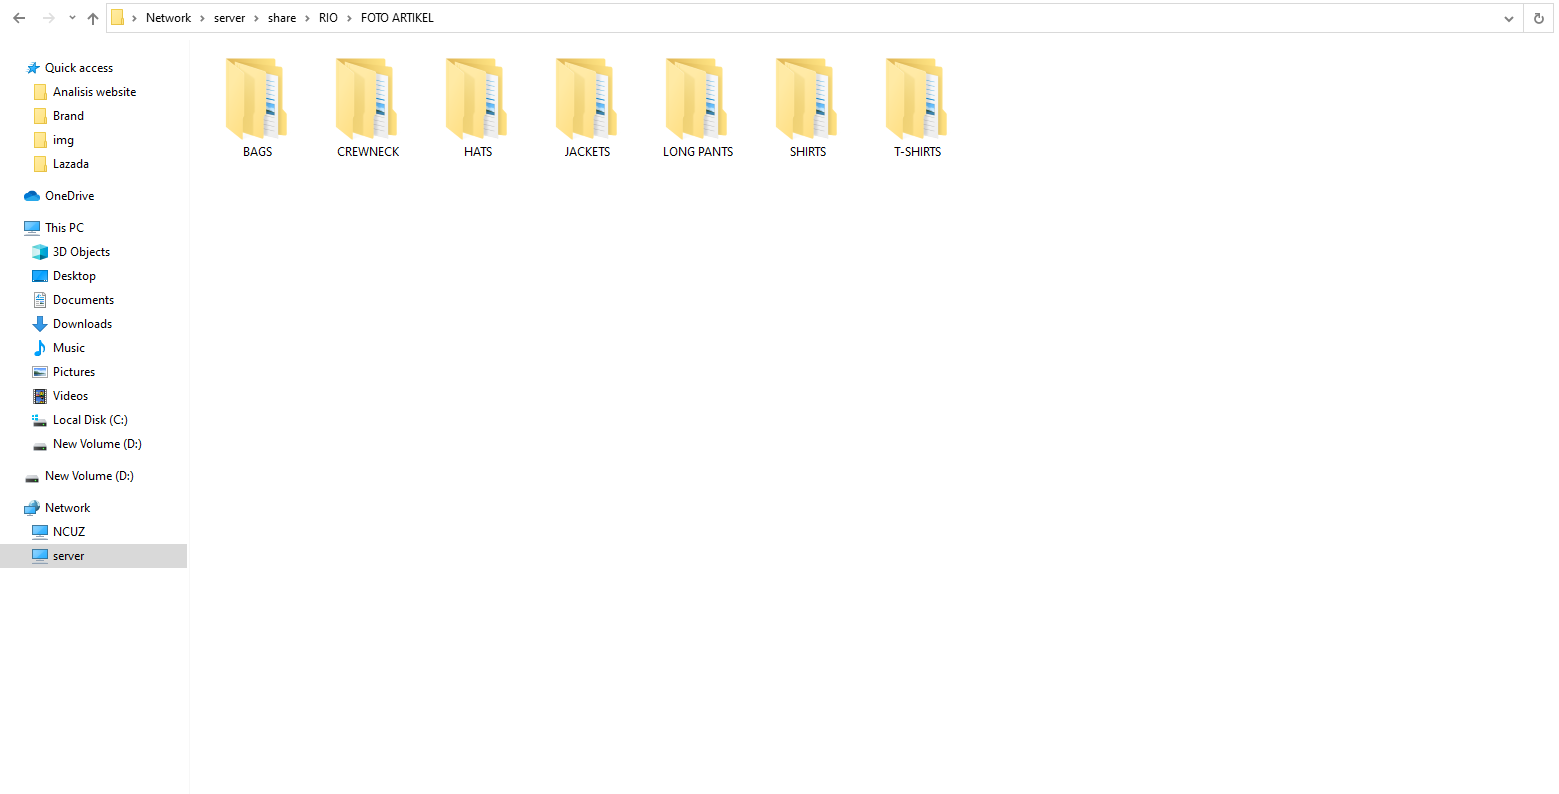 Network > server > share > RIO > FOTO ARTIKEL
Quick access
Analisis website
Brand
img
Lazada
OneDrive
This PC
3D Objects
Desktop
Documents
Downloads
Music
Pictures
Videos
Local Disk (C:)
New Volume (D:)
New Volume (D:)
Network
NCUZ
server
BAGS CREWNECK HATS JACKETS LONG PANTS SHIRTS T-SHIRTS